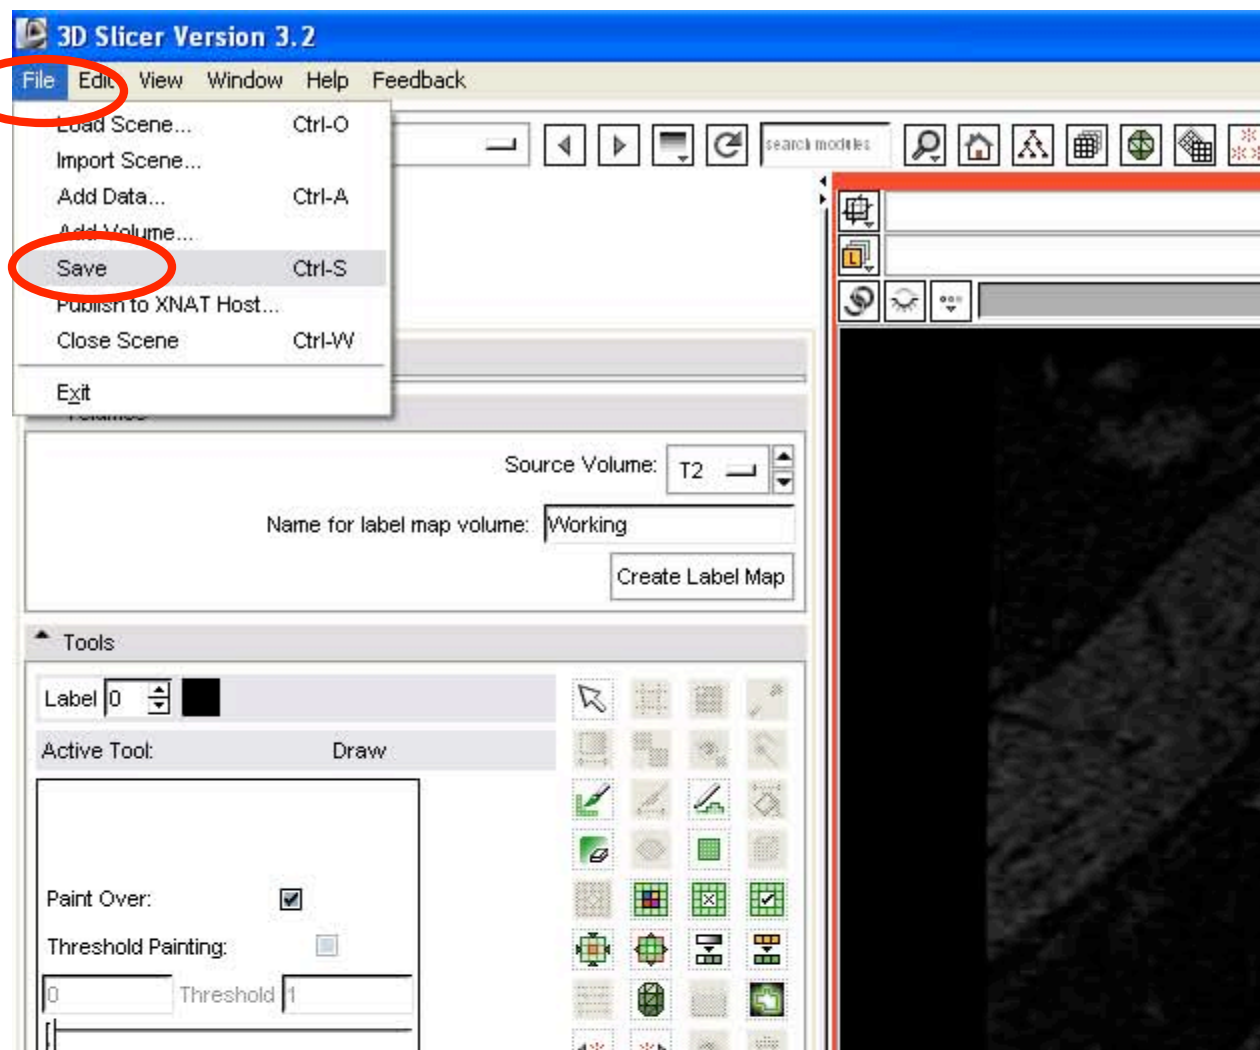 3D Slicer Version 3.2
File Edit View Window Help Feedback
Load Scene... Ctrl-O
Import Scene...
Add Data... Ctrl-A
Add Volume...
Save Ctrl-S
Publish to XNAT Host...
Close Scene Ctrl-W
Exit
search modules
L
Source Volume: T2
Name for label map volume: Working
Create Label Map
Tools
Label 0
Active Tool: Draw
Paint Over:
Threshold Painting:
0 Threshold 1